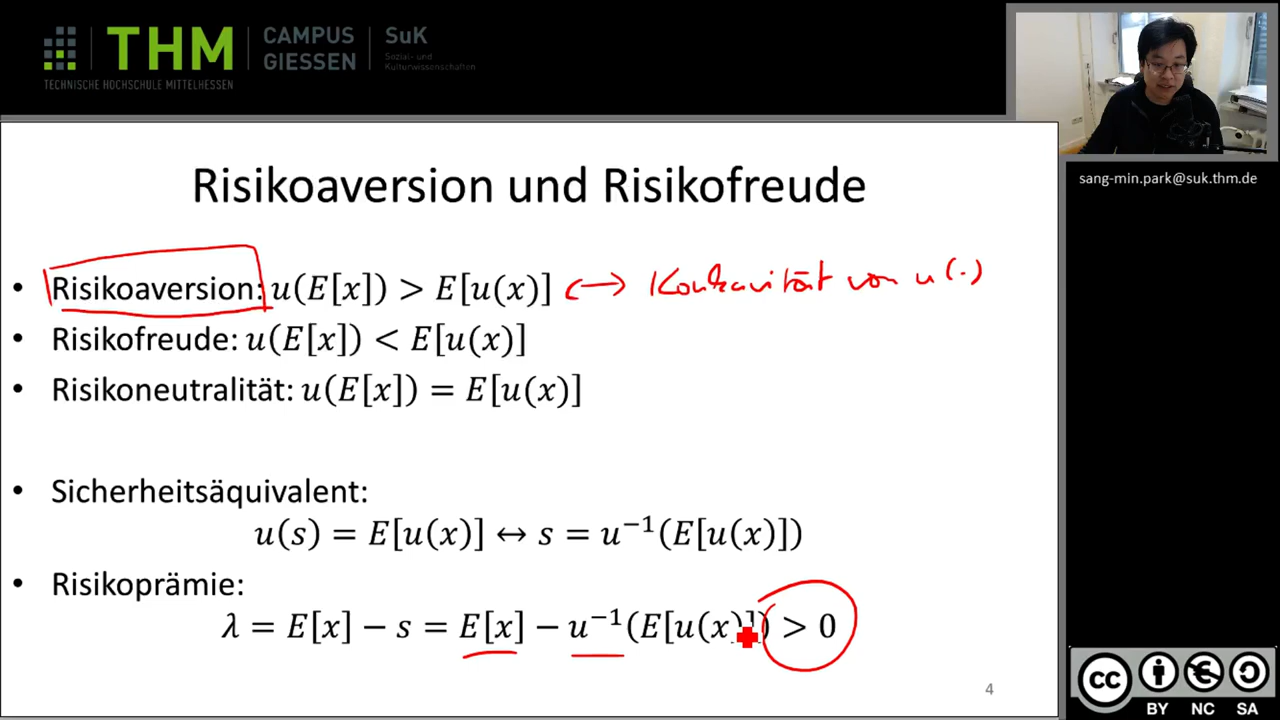 THM
CAMPUS GIESSEN
SuK
Sozial- und Kulturwissenschaften
TECHNISCHE HOCHSCHULE MITTELHESSEN
sang-min.park@suk.thm.de
Risikoaversion und Risikofreude
• Risikoaversion: u(E[x]) > E[u(x)] ↔ Konkavität von u(·)
• Risikofreude: u(E[x]) < E[u(x)]
• Risikoneutralität: u(E[x]) = E[u(x)]
• Sicherheitsäquivalent:
u(s) = E[u(x)] ↔ s = u⁻¹(E[u(x)])
• Risikoprämie:
λ = E[x] − s = E[x] − u⁻¹(E[u(x)]) > 0
4
cc
BY NC SA